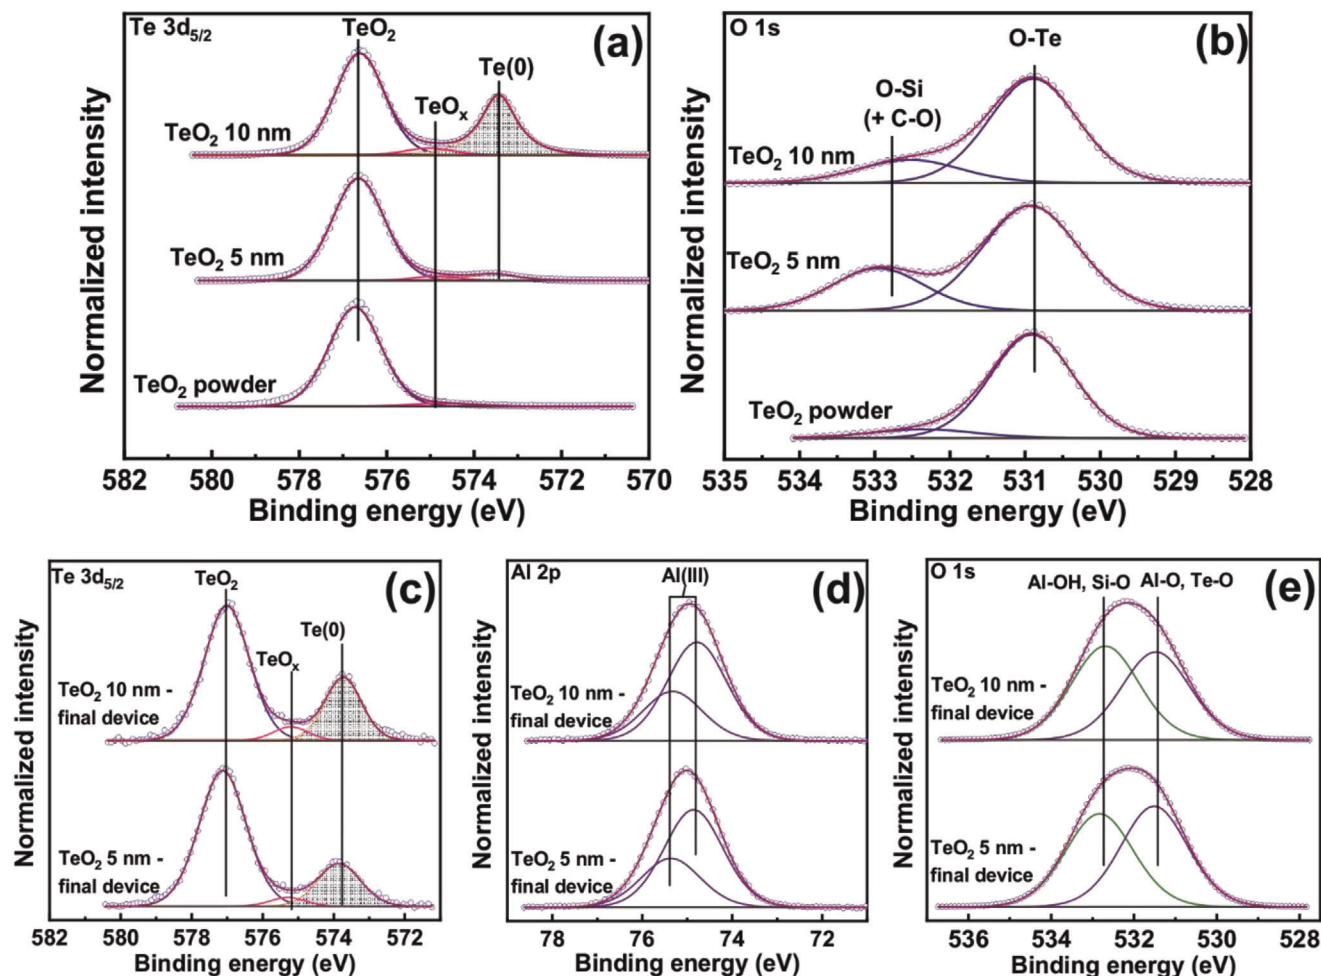 Te 3d5/2
TeO2
(a)
Te(0)
TeOx
TeO2 10 nm
TeO2 5 nm
TeO2 powder
Normalized intensity
582 580 578 576 574 572 570
Binding energy (eV)
O 1s
(b)
O-Te
O-Si
(+ C-O)
TeO2 10 nm
TeO2 5 nm
TeO2 powder
Normalized intensity
535 534 533 532 531 530 529 528
Binding energy (eV)
Te 3d5/2
TeO2
(c)
Te(0)
TeOx
TeO2 10 nm -
final device
TeO2 5 nm -
final device
Normalized intensity
582 580 578 576 574 572
Binding energy (eV)
Al 2p
Al(III)
(d)
TeO2 10 nm -
final device
TeO2 5 nm -
final device
Normalized intensity
78 76 74 72
Binding energy (eV)
O 1s
Al-OH, Si-O Al-O, Te-O
(e)
TeO2 10 nm -
final device
TeO2 5 nm -
final device
Normalized intensity
536 534 532 530 528
Binding energy (eV)